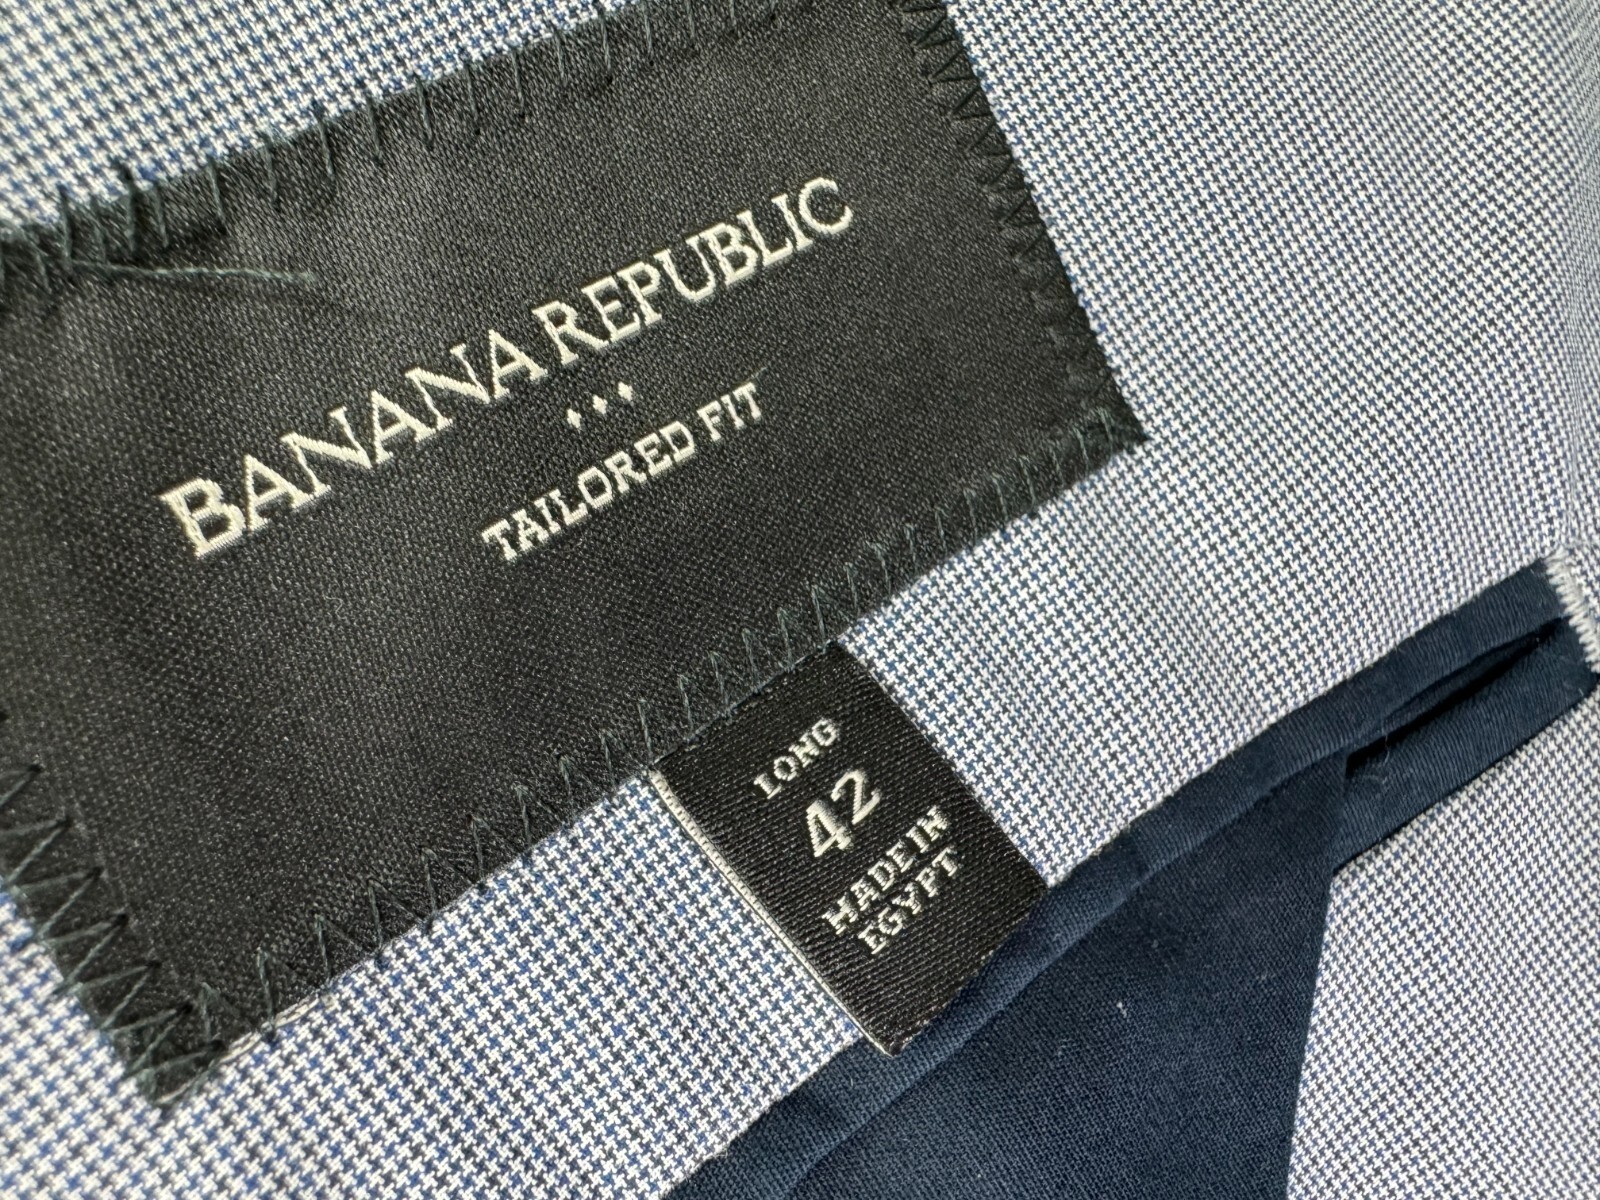 BANANA REPUBLIC
TAILORED FIT
LONG
42
MADE IN
EGYPT